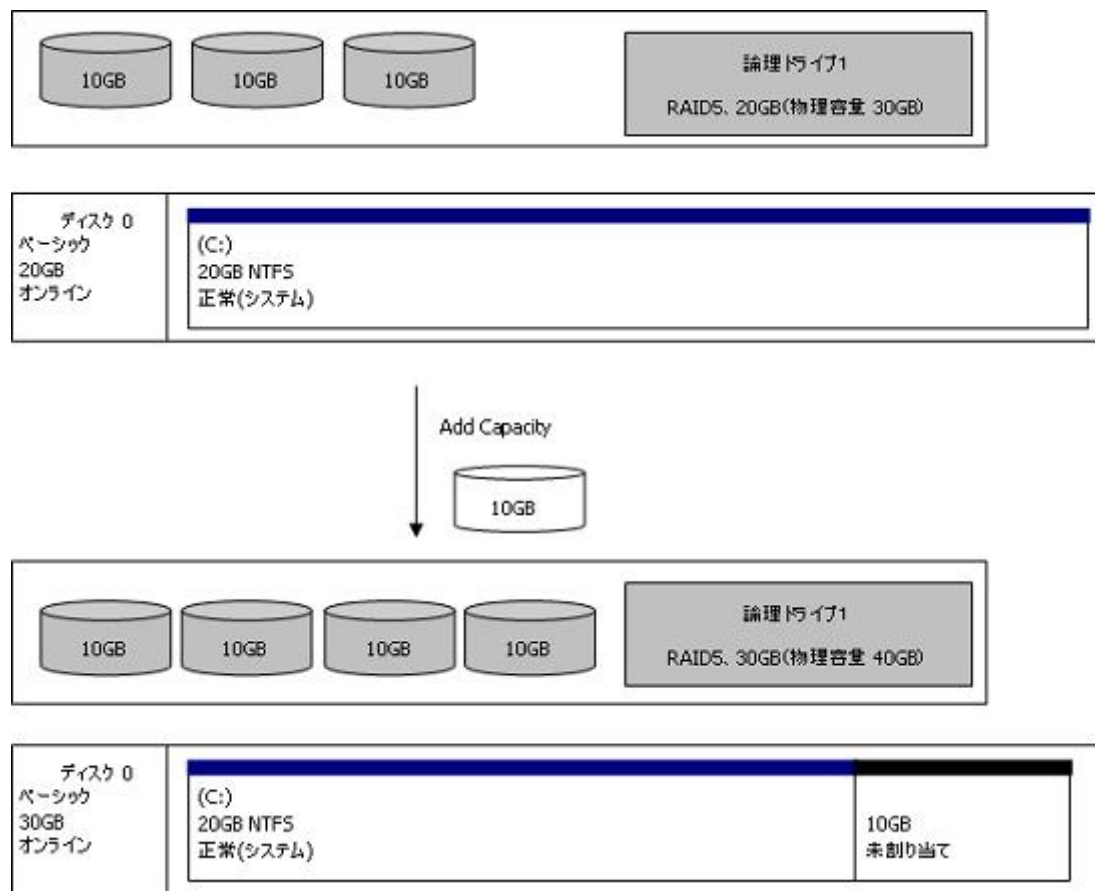 10GB
10GB
10GB
論理ドライブ1
RAID5、20GB(物理容量 30GB)
ディスク 0
ベーシック
20GB
オンライン
(C:)
20GB NTFS
正常(システム)
Add Capacity
10GB
10GB
10GB
10GB
10GB
論理ドライブ1
RAID5、30GB(物理容量 40GB)
ディスク 0
ベーシック
30GB
オンライン
(C:)
20GB NTFS
正常(システム)
10GB
未割り当て